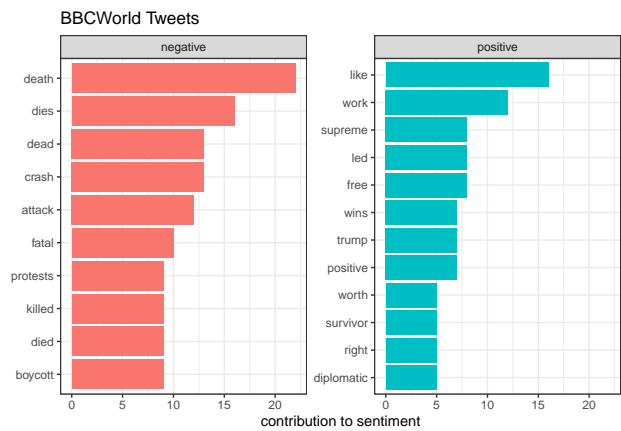 BBCWorld Tweets
negative
positive
death
dies
dead
crash
attack
fatal
protests
killed
died
boycott
like
work
supreme
led
free
wins
trump
positive
worth
survivor
right
diplomatic
0 5 10 15 20
0 5 10 15 20
contribution to sentiment